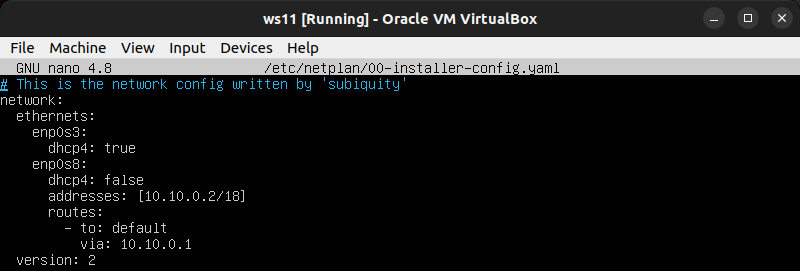 ws11 [Running] - Oracle VM VirtualBox
File Machine View Input Devices Help
GNU nano 4.8 /etc/netplan/00-installer-config.yaml
# This is the network config written by 'subiquity'
network:
  ethernets:
    enp0s3:
      dhcp4: true
    enp0s8:
      dhcp4: false
      addresses: [10.10.0.2/18]
      routes:
        - to: default
          via: 10.10.0.1
  version: 2